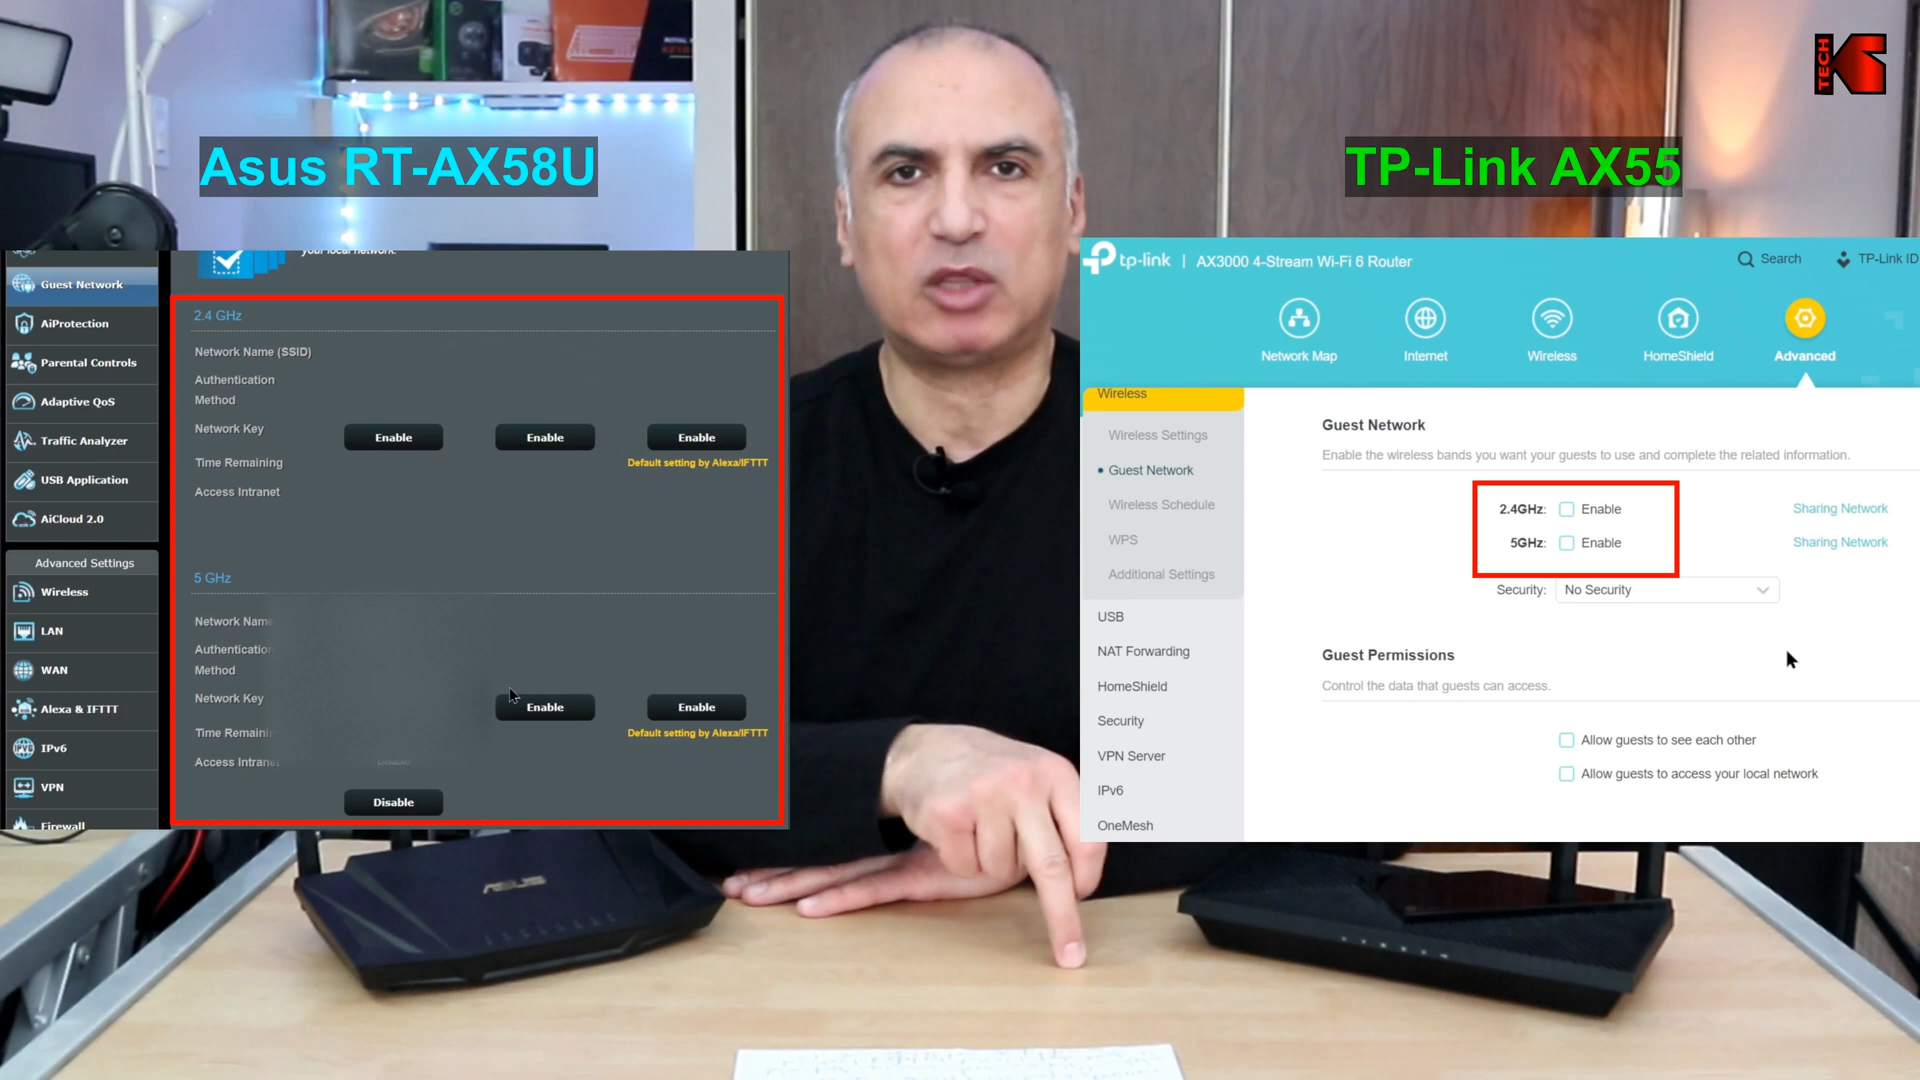 TECH
Asus RT-AX58U
TP-Link AX55
your local network.
Guest Network
AiProtection
Parental Controls
Adaptive QoS
Traffic Analyzer
USB Application
AiCloud 2.0
Advanced Settings
Wireless
LAN
WAN
Alexa & IFTTT
IPv6
VPN
Firewall
2.4 GHz
Network Name (SSID)
Authentication
Method
Network Key
Enable Enable Enable
Default setting by Alexa/IFTTT
Time Remaining
Access Intranet
5 GHz
Network Name
Authentication
Method
Network Key
Enable Enable
Default setting by Alexa/IFTTT
Time Remainin
Access Intrane
Disable
Disable
tp-link | AX3000 4-Stream Wi-Fi 6 Router
Search
TP-Link ID
Network Map
Internet
Wireless
HomeShield
Advanced
Wireless
Wireless Settings
Guest Network
Wireless Schedule
WPS
Additional Settings
USB
NAT Forwarding
HomeShield
Security
VPN Server
IPv6
OneMesh
Guest Network
Enable the wireless bands you want your guests to use and complete the related information.
2.4GHz: Enable Sharing Network
5GHz: Enable Sharing Network
Security: No Security
Guest Permissions
Control the data that guests can access.
Allow guests to see each other
Allow guests to access your local network
ASUS